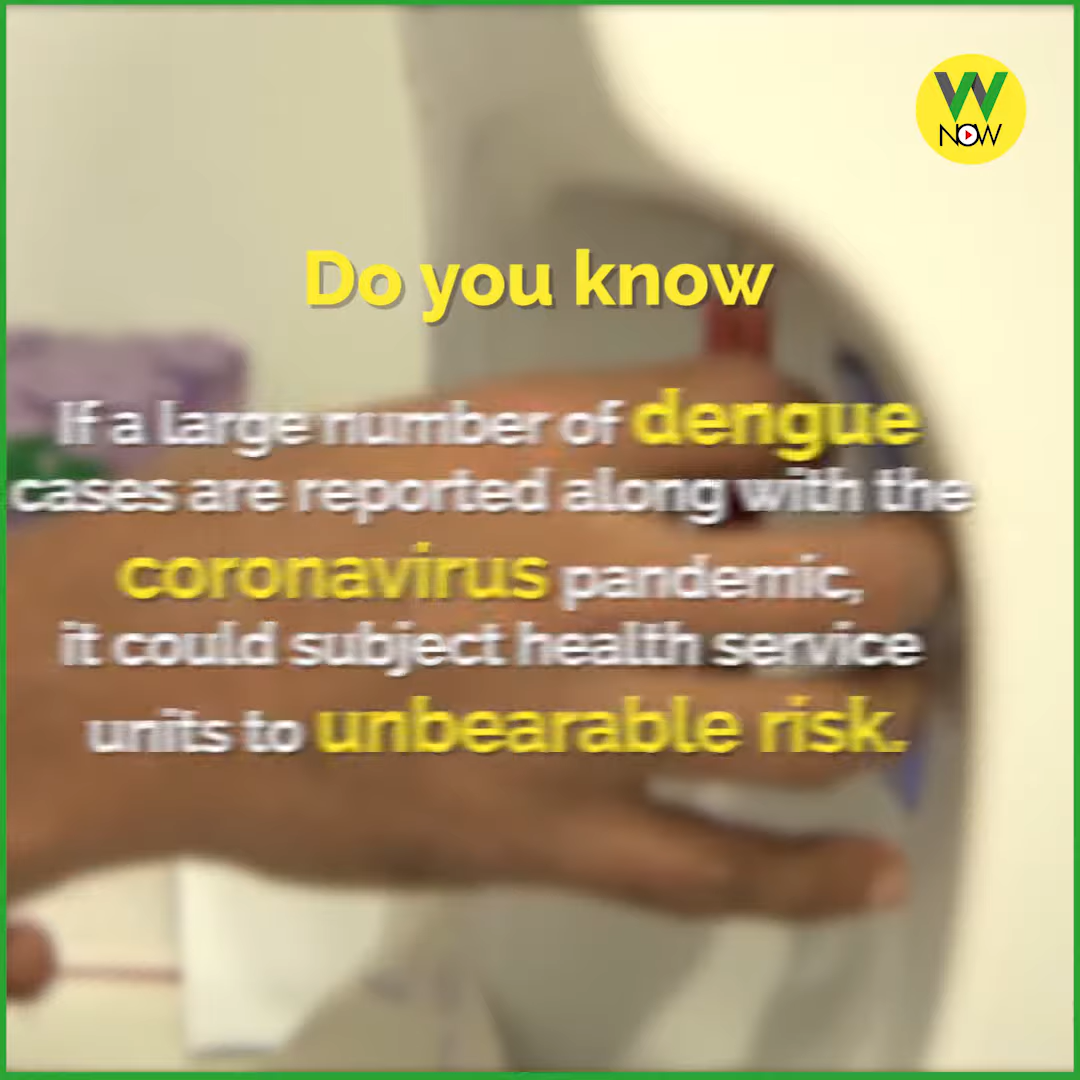 W
NOW
Do you know
If a large number of dengue
cases are reported along with the
coronavirus pandemic,
it could subject health service
units to unbearable risk.